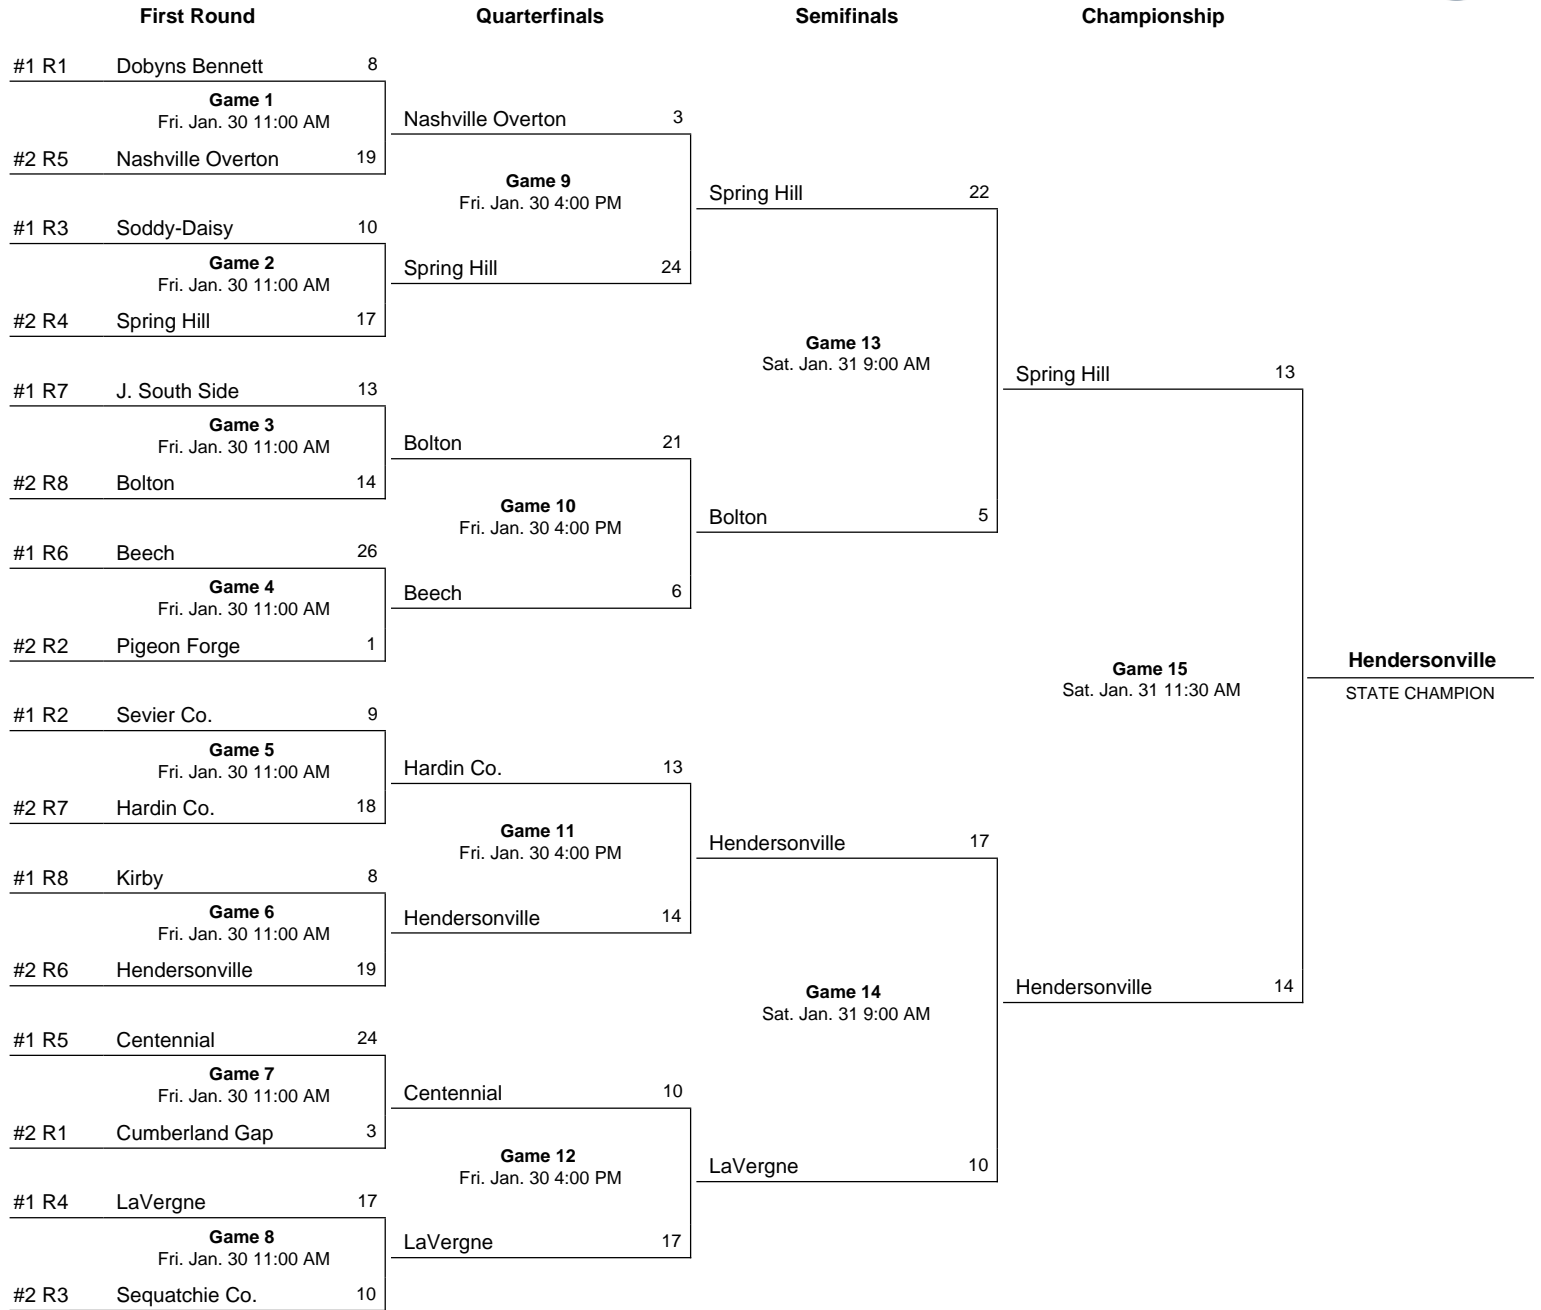 First Round Quarterfinals Semifinals Championship
#1 R1 Dobyns Bennett 8
Game 1
Fri. Jan. 30 11:00 AM
#2 R5 Nashville Overton 19
#1 R3 Soddy-Daisy 10
Game 2
Fri. Jan. 30 11:00 AM
#2 R4 Spring Hill 17
#1 R7 J. South Side 13
Game 3
Fri. Jan. 30 11:00 AM
#2 R8 Bolton 14
#1 R6 Beech 26
Game 4
Fri. Jan. 30 11:00 AM
#2 R2 Pigeon Forge 1
#1 R2 Sevier Co. 9
Game 5
Fri. Jan. 30 11:00 AM
#2 R7 Hardin Co. 18
#1 R8 Kirby 8
Game 6
Fri. Jan. 30 11:00 AM
#2 R6 Hendersonville 19
#1 R5 Centennial 24
Game 7
Fri. Jan. 30 11:00 AM
#2 R1 Cumberland Gap 3
#1 R4 LaVergne 17
Game 8
Fri. Jan. 30 11:00 AM
#2 R3 Sequatchie Co. 10
Nashville Overton 3
Game 9
Fri. Jan. 30 4:00 PM
Spring Hill 24
Bolton 21
Game 10
Fri. Jan. 30 4:00 PM
Beech 6
Hardin Co. 13
Game 11
Fri. Jan. 30 4:00 PM
Hendersonville 14
Centennial 10
Game 12
Fri. Jan. 30 4:00 PM
LaVergne 17
Spring Hill 22
Game 13
Sat. Jan. 31 9:00 AM
Bolton 5
Hendersonville 17
Game 14
Sat. Jan. 31 9:00 AM
LaVergne 10
Spring Hill 13
Game 15
Sat. Jan. 31 11:30 AM
Hendersonville 14
Hendersonville
STATE CHAMPION